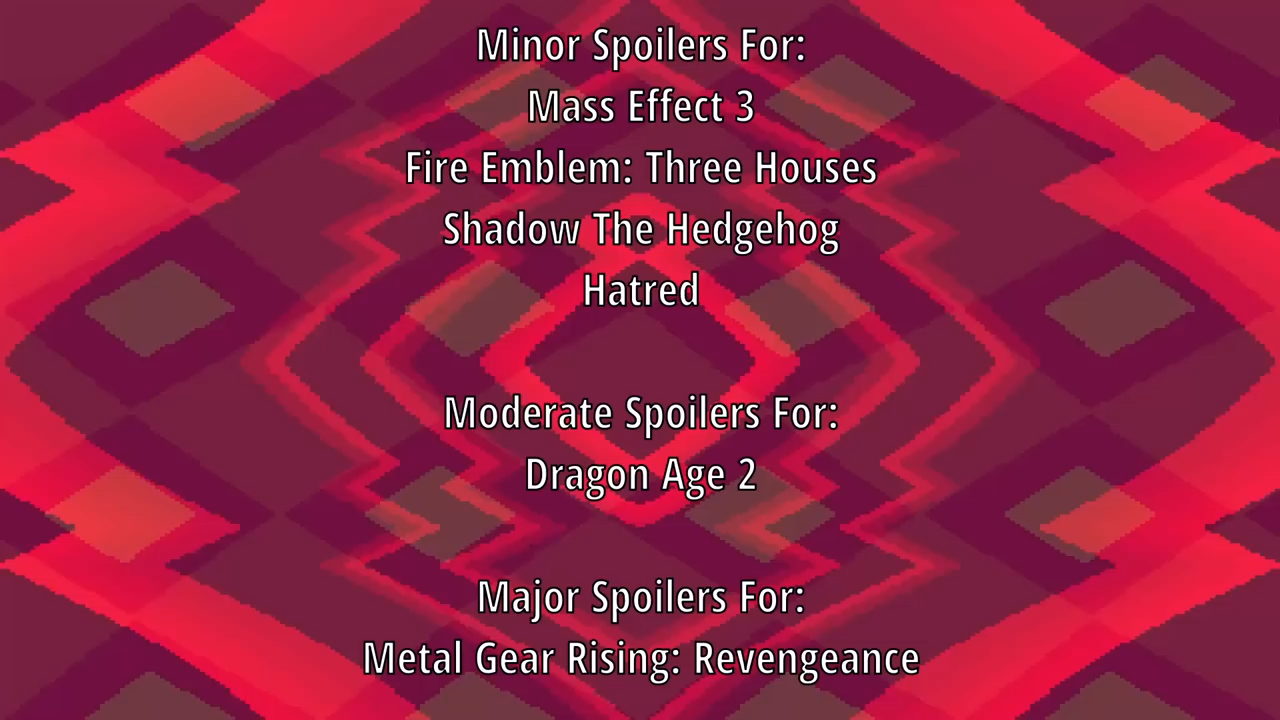 Minor Spoilers For:
Mass Effect 3
Fire Emblem: Three Houses
Shadow The Hedgehog
Hatred
Moderate Spoilers For:
Dragon Age 2
Major Spoilers For:
Metal Gear Rising: Revengeance